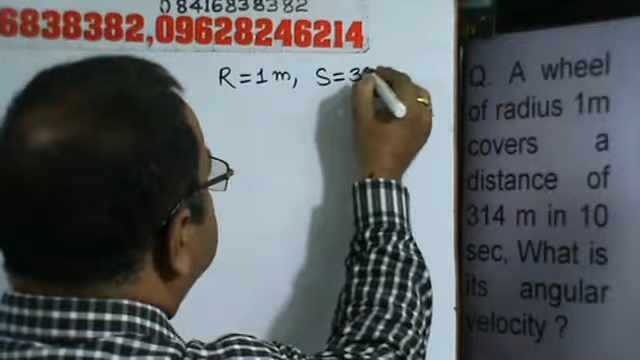 08416838382
6838382,09628246214
R=1m, S=3
Q. A wheel
of radius 1m
covers a
distance of
314 m in 10
sec, What is
its angular
velocity ?